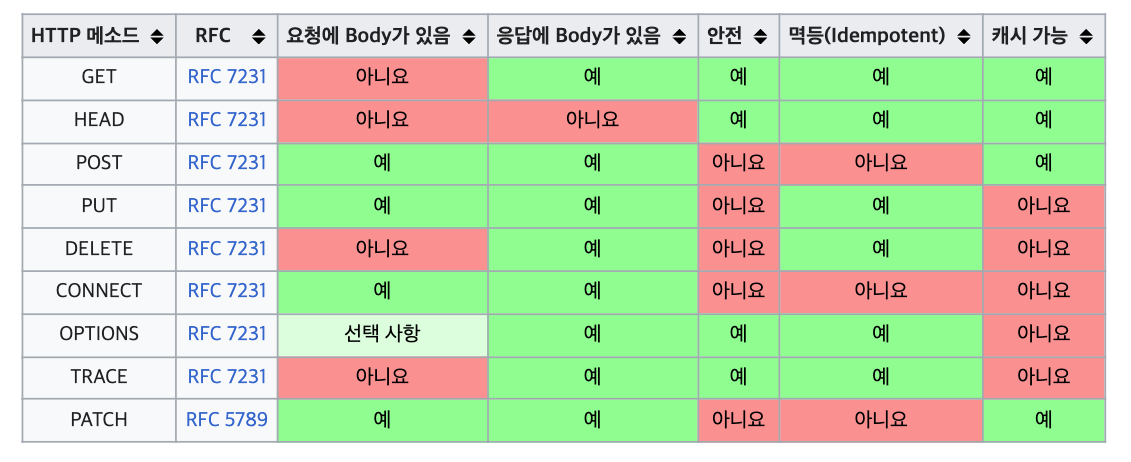 HTTP 메소드 RFC 요청에 Body가 있음 응답에 Body가 있음 안전 멱등(Idempotent) 캐시 가능
GET RFC 7231 아니요 예 예 예 예
HEAD RFC 7231 아니요 아니요 예 예 예
POST RFC 7231 예 예 아니요 아니요 예
PUT RFC 7231 예 예 아니요 예 아니요
DELETE RFC 7231 아니요 예 아니요 예 아니요
CONNECT RFC 7231 예 예 아니요 아니요 아니요
OPTIONS RFC 7231 선택 사항 예 예 예 아니요
TRACE RFC 7231 아니요 예 예 예 아니요
PATCH RFC 5789 예 예 아니요 아니요 예